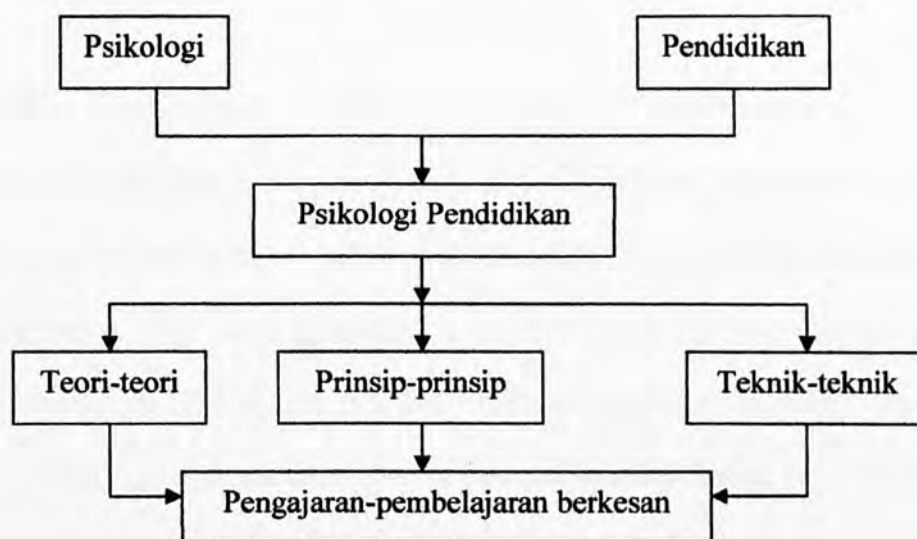 Psikologi
Pendidikan
Psikologi Pendidikan
Teori-teori
Prinsip-prinsip
Teknik-teknik
Pengajaran-pembelajaran berkesan